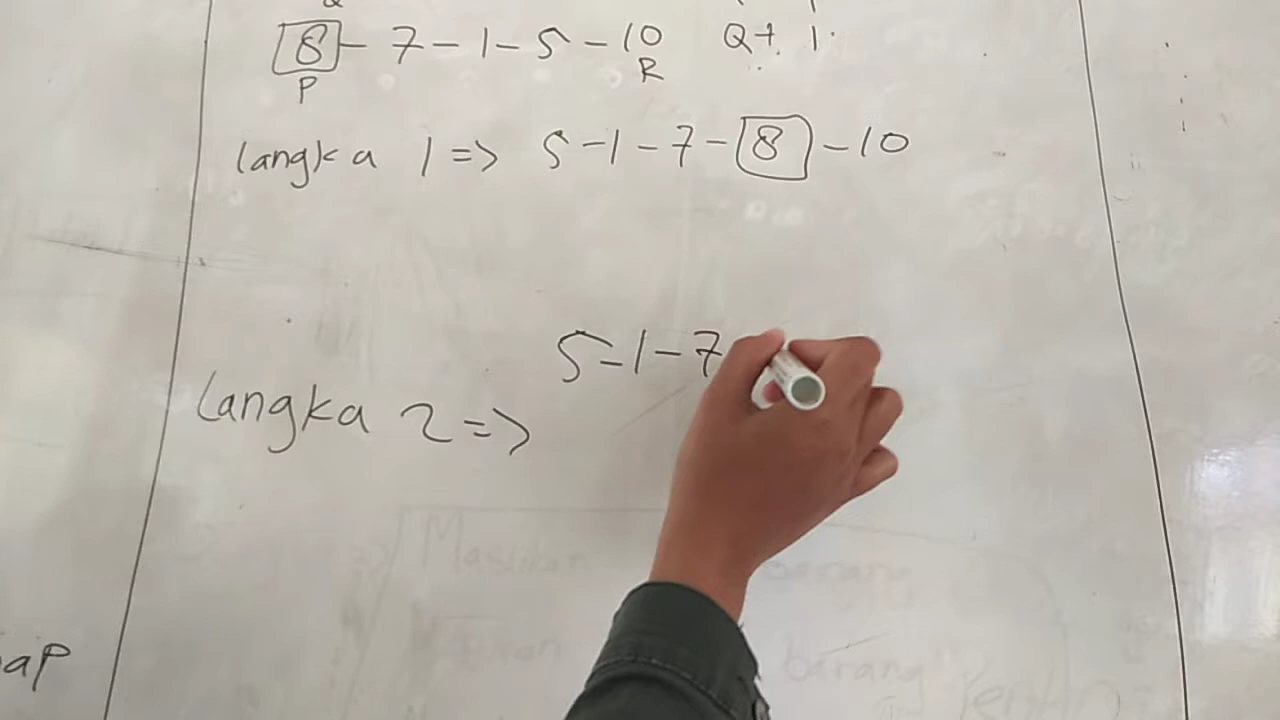 8 - 7 - 1 - 5 - 10 Q + 1
P R
langka 1 => 5 - 1 - 7 - 8 - 10
5 - 1 - 7
langka 2 =>
Masukan barang
barang
ap